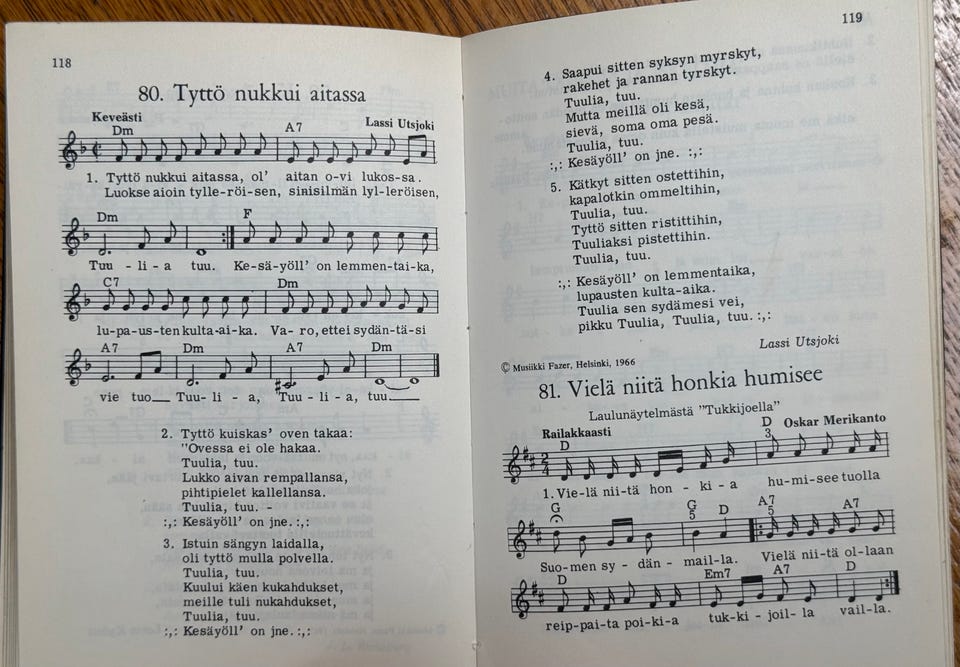 118
80. Tyttö nukkui aitassa
Keveästi
Lassi Utsjoki
Dm A7
1. Tyttö nukkui aitassa, ol' aitan o-vi lukos-sa.
Luokse aioin tylle-röi-sen, sinisilmän lyl-leröisen,
Dm F
Tuu - li - a tuu. Ke-sä-yöll' on lemmen-tai-ka,
C7 Dm
lu-pa-us-ten kulta-ai-ka. Va-ro, ettei sydän-tä-si
A7 Dm A7 Dm
vie tuo Tuu- li - a, Tuu - li - a, tuu
2. Tyttö kuiskas' oven takaa:
"Ovessa ei ole hakaa.
Tuulia, tuu.
Lukko aivan rempallansa,
pihtipielet kallellansa.
Tuulia, tuu. -
:,: Kesäyöll' on jne. :,:
3. Istuin sängyn laidalla,
oli tyttö mulla polvella.
Tuulia, tuu.
Kuului käen kukahdukset,
meille tuli nukahdukset,
Tuulia, tuu.
:,: Kesäyöll' on jne. :,:
119
4. Saapui sitten syksyn myrskyt,
rakehet ja rannan tyrskyt.
Tuulia, tuu.
Mutta meillä oli kesä,
sievä, soma oma pesä.
Tuulia, tuu.
:,: Kesäyöll' on jne. :,:
5. Kätkyt sitten ostettihin,
kapalotkin ommeltihin,
Tuulia, tuu.
Tyttö sitten ristittihin,
Tuuliaksi pistettihin.
Tuulia, tuu.
:,: Kesäyöll' on lemmentaika,
lupausten kulta-aika.
Tuulia sen sydämesi vei,
pikku Tuulia, Tuulia, tuu. :,:
Lassi Utsjoki
© Musiikki Fazer, Helsinki, 1966
81. Vielä niitä honkia humisee
Laulunäytelmästä "Tukkijoella"
Railakkaasti
Oskar Merikanto
D D
2 4 3
1. Vie-lä nii-tä hon - ki - a hu-mi-see tuolla
G G D A7 A7
5 5
Suo-men sy - dän - mail-la. Vielä nii-tä ol-laan
D Em7 A7 D
reip-pai-ta poi-ki-a tuk-ki - joil-la vail-la.